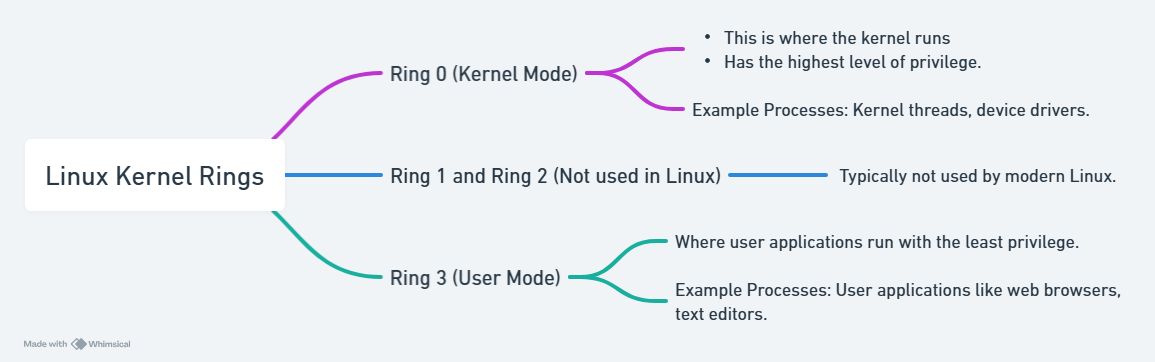 Linux Kernel Rings
Ring 0 (Kernel Mode)
• This is where the kernel runs
• Has the highest level of privilege.
Example Processes: Kernel threads, device drivers.
Ring 1 and Ring 2 (Not used in Linux)
Typically not used by modern Linux.
Ring 3 (User Mode)
Where user applications run with the least privilege.
Example Processes: User applications like web browsers,
text editors.
Made with Whimsical